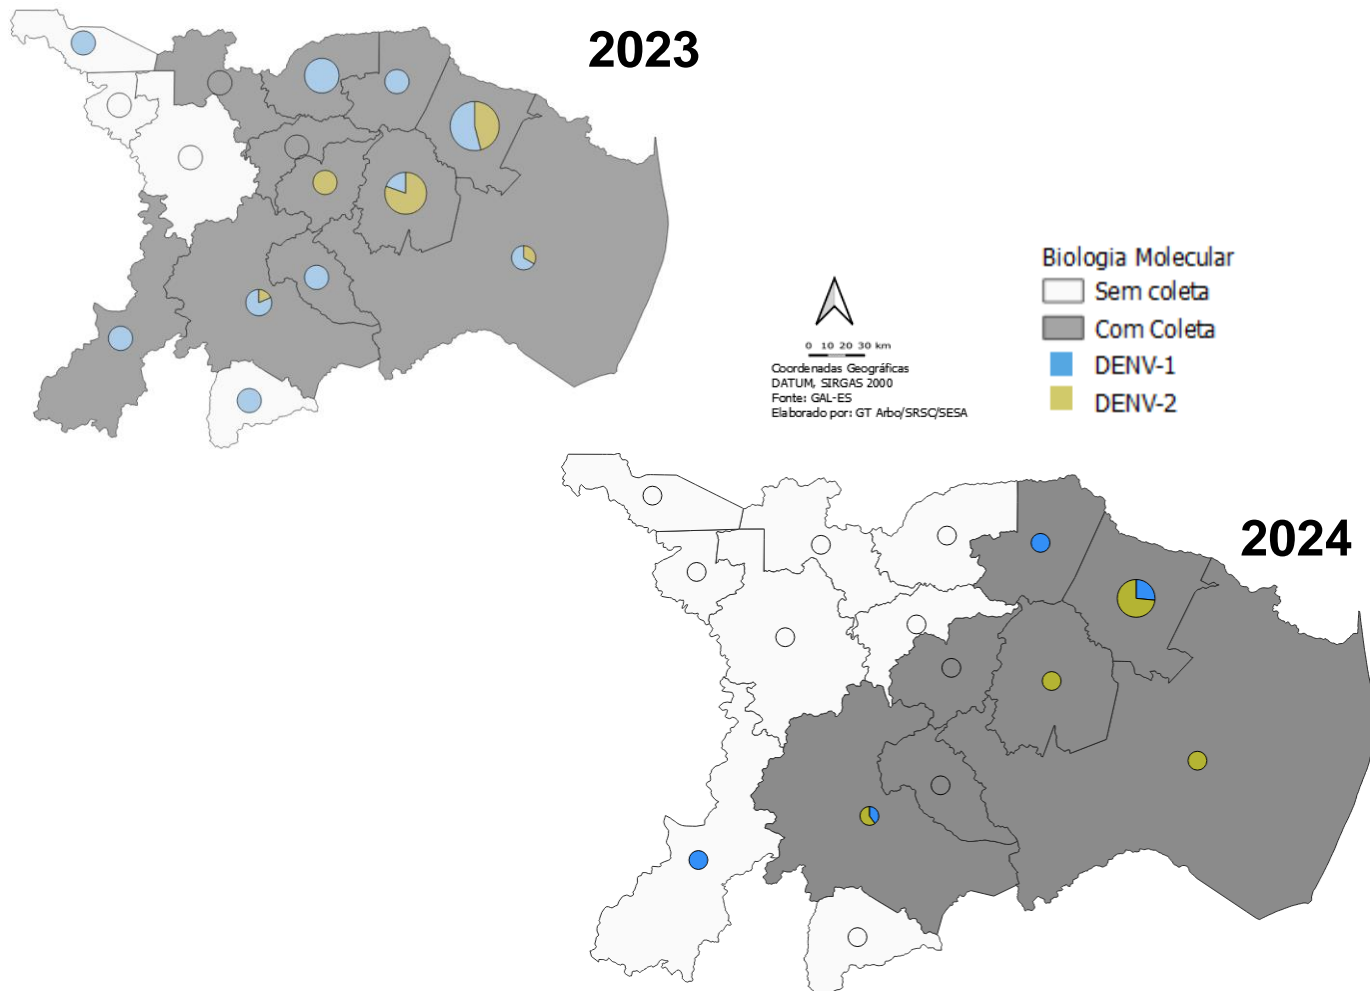 2023
0 10 20 30 km
Coordenadas Geográficas
DATUM, SIRGAS 2000
Fonte: GAL-ES
Elaborado por: GT Arbo/SRSC/SESA
Biologia Molecular
Sem coleta
Com Coleta
DENV-1
DENV-2
2024